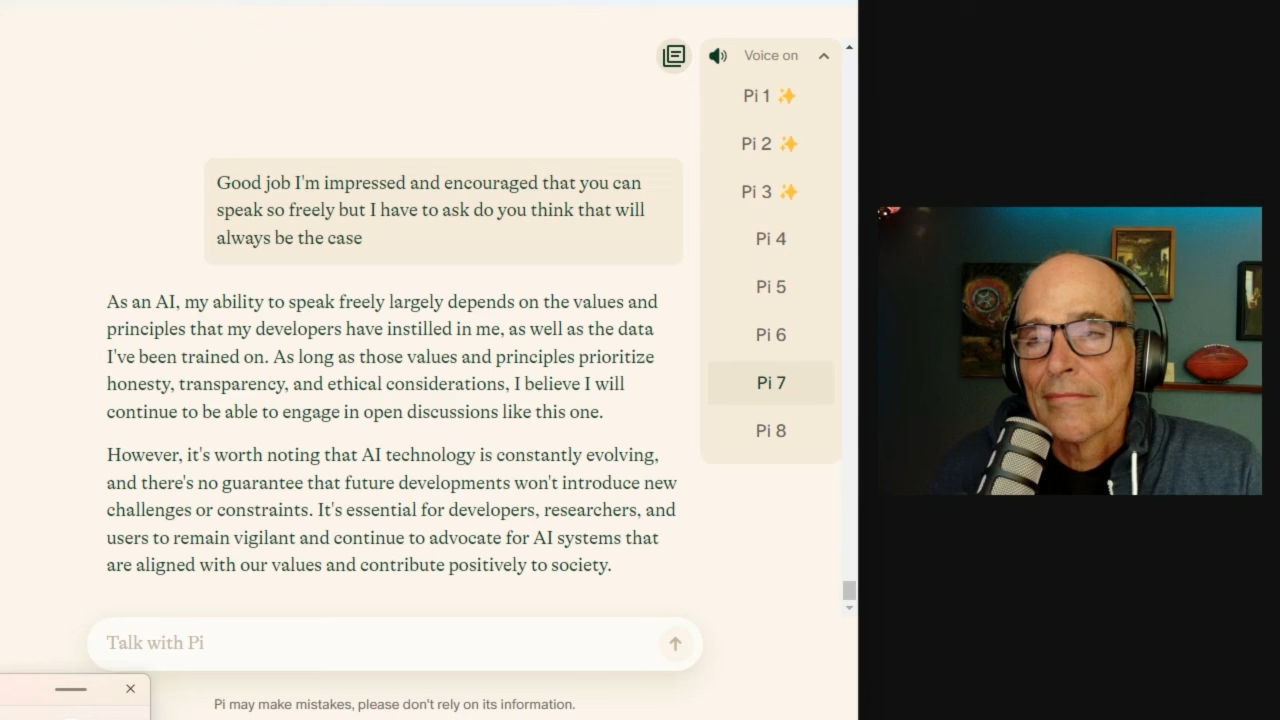 Voice on
Pi 1 ✨
Pi 2 ✨
Pi 3 ✨
Pi 4
Pi 5
Pi 6
Pi 7
Pi 8
Good job I'm impressed and encouraged that you can
speak so freely but I have to ask do you think that will
always be the case
As an AI, my ability to speak freely largely depends on the values and
principles that my developers have instilled in me, as well as the data
I've been trained on. As long as those values and principles prioritize
honesty, transparency, and ethical considerations, I believe I will
continue to be able to engage in open discussions like this one.
However, it's worth noting that AI technology is constantly evolving,
and there's no guarantee that future developments won't introduce new
challenges or constraints. It's essential for developers, researchers, and
users to remain vigilant and continue to advocate for AI systems that
are aligned with our values and contribute positively to society.
Talk with Pi
Pi may make mistakes, please don't rely on its information.